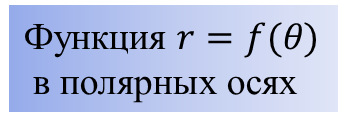 Функция r = f(θ)
в полярных осях